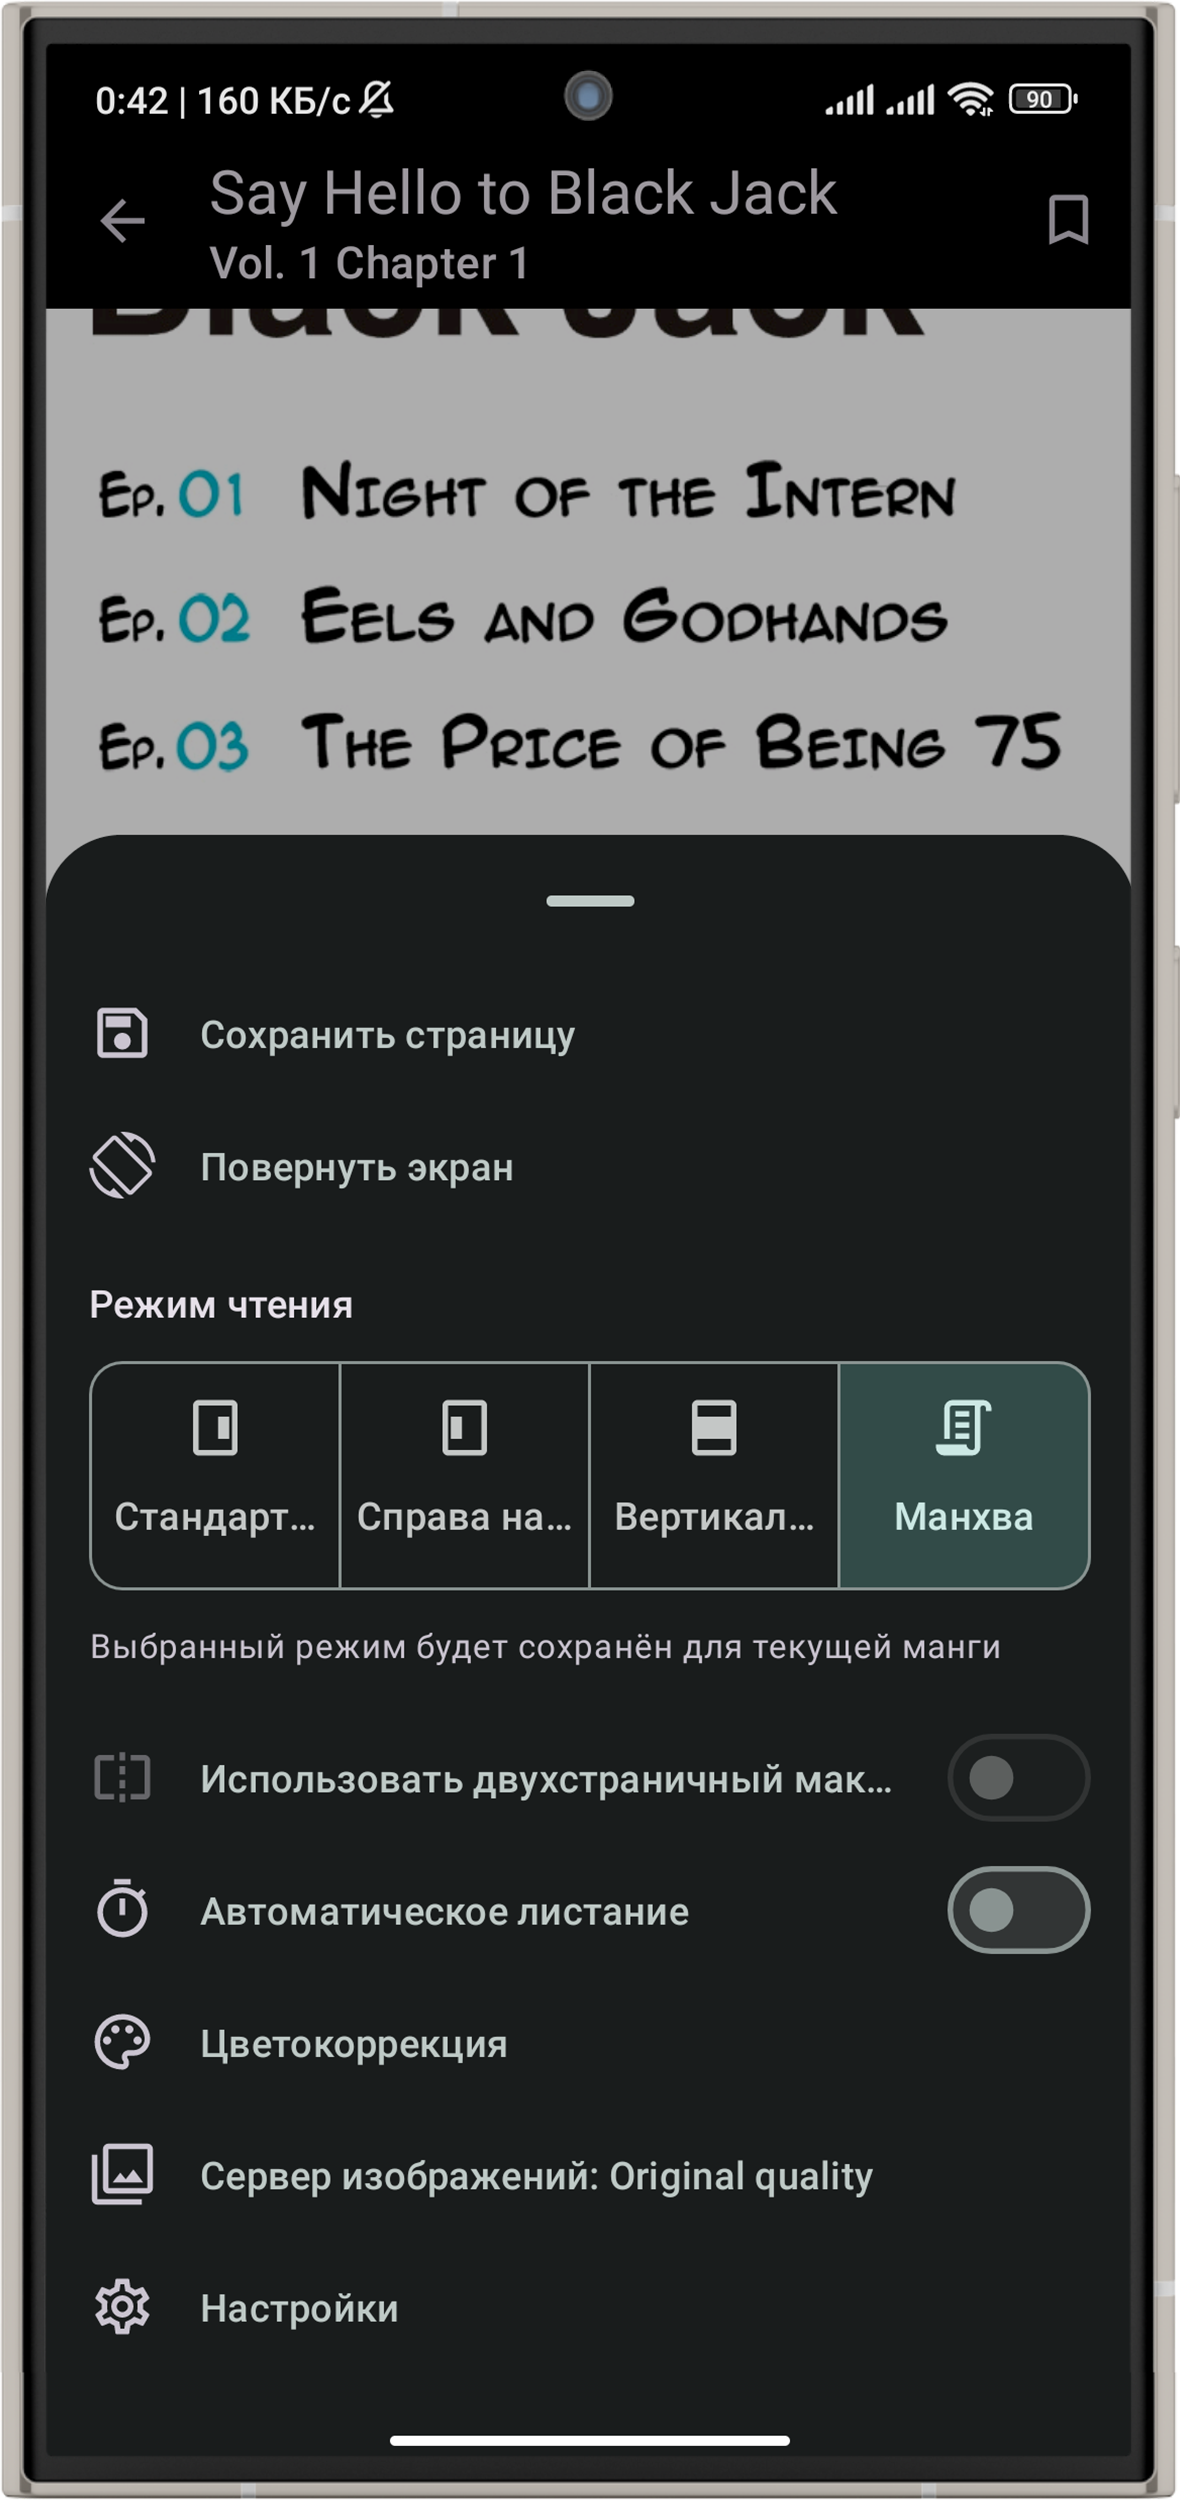 0:42 | 160 КБ/с
90
Say Hello to Black Jack
Vol. 1 Chapter 1
Black Jack
Ep. 01 Night of the Intern
Ep. 02 Eels and Godhands
Ep. 03 The Price of Being 75
Сохранить страницу
Повернуть экран
Режим чтения
Стандарт...
Справа на...
Вертикал...
Манхва
Выбранный режим будет сохранён для текущей манги
Использовать двухстраничный мак...
Автоматическое листание
Цветокоррекция
Сервер изображений: Original quality
Настройки